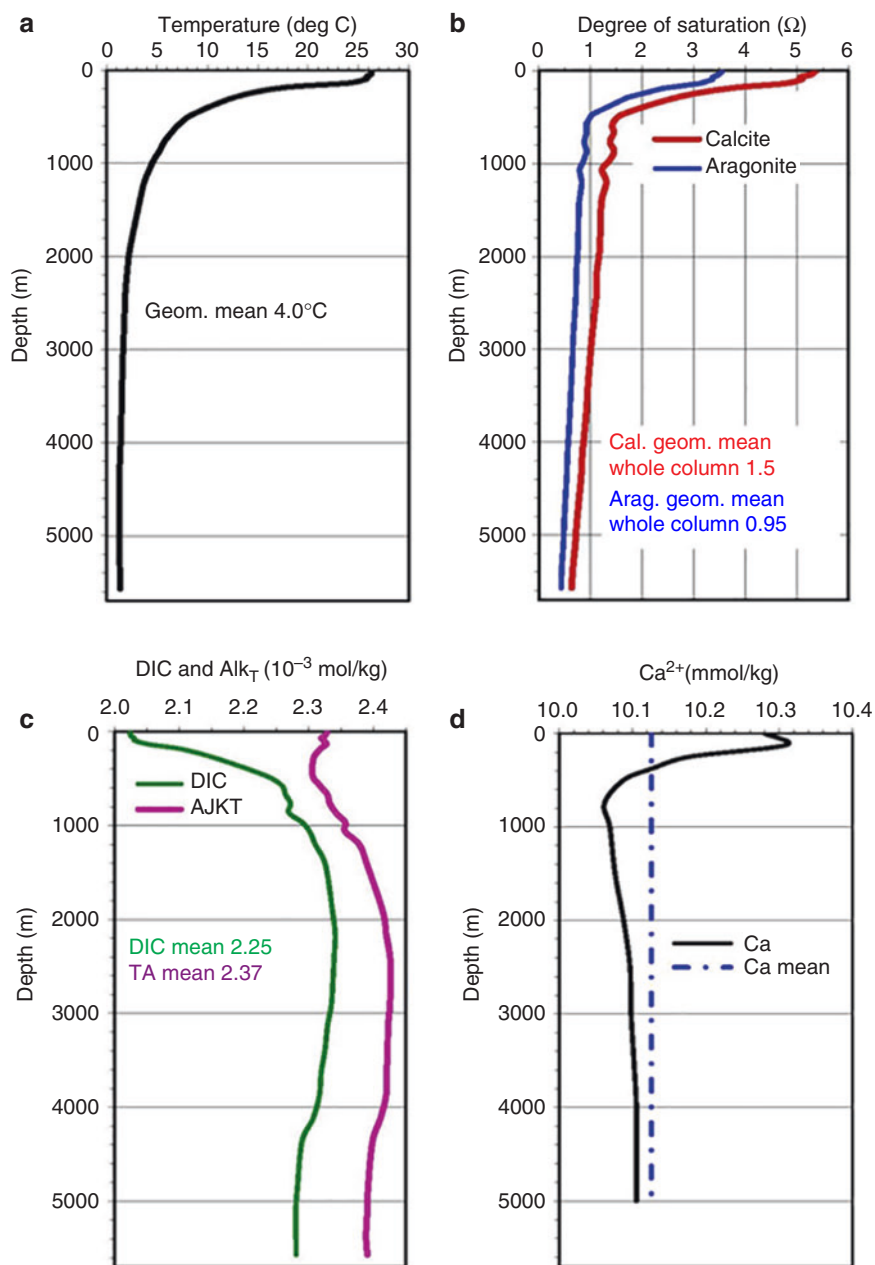 a
Temperature (deg C)
0 5 10 15 20 25 30
0
1000
2000
3000
4000
5000
Depth (m)
Geom. mean 4.0°C
b
Degree of saturation (Ω)
0 1 2 3 4 5 6
0
1000
2000
3000
4000
5000
Depth (m)
Calcite
Aragonite
Cal. geom. mean
whole column 1.5
Arag. geom. mean
whole column 0.95
c
DIC and Alk_T (10⁻³ mol/kg)
2.0 2.1 2.2 2.3 2.4
0
1000
2000
3000
4000
5000
Depth (m)
DIC
AJKT
DIC mean 2.25
TA mean 2.37
d
Ca²⁺(mmol/kg)
10.0 10.1 10.2 10.3 10.4
0
1000
2000
3000
4000
5000
Depth (m)
Ca
Ca mean